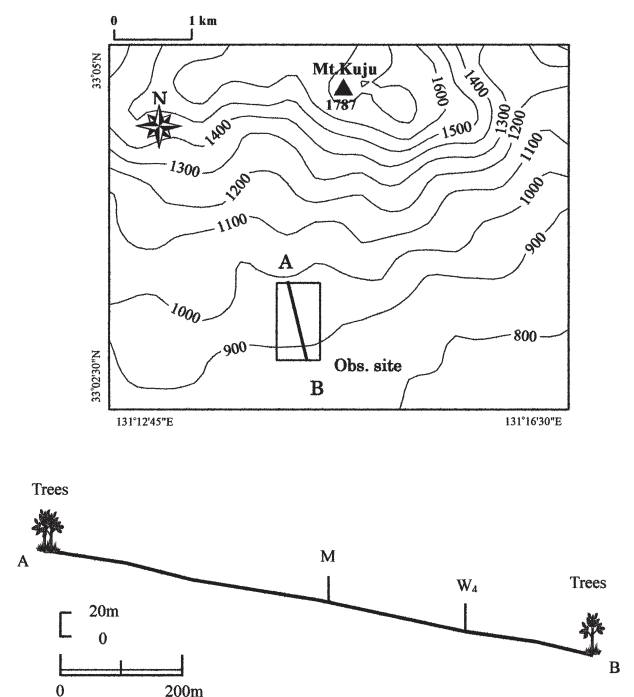 0 1 km
33°05'N
Mt.Kuju
1787
N
1600
1400
1500
1300
1200
1100
1400
1300
1200
1100
1000
900
A
1000
900
800
Obs. site
B
33°02'30"N
131°12'45"E
131°16'30"E
Trees
A
M
W₄
Trees
B
20m
0
0 200m